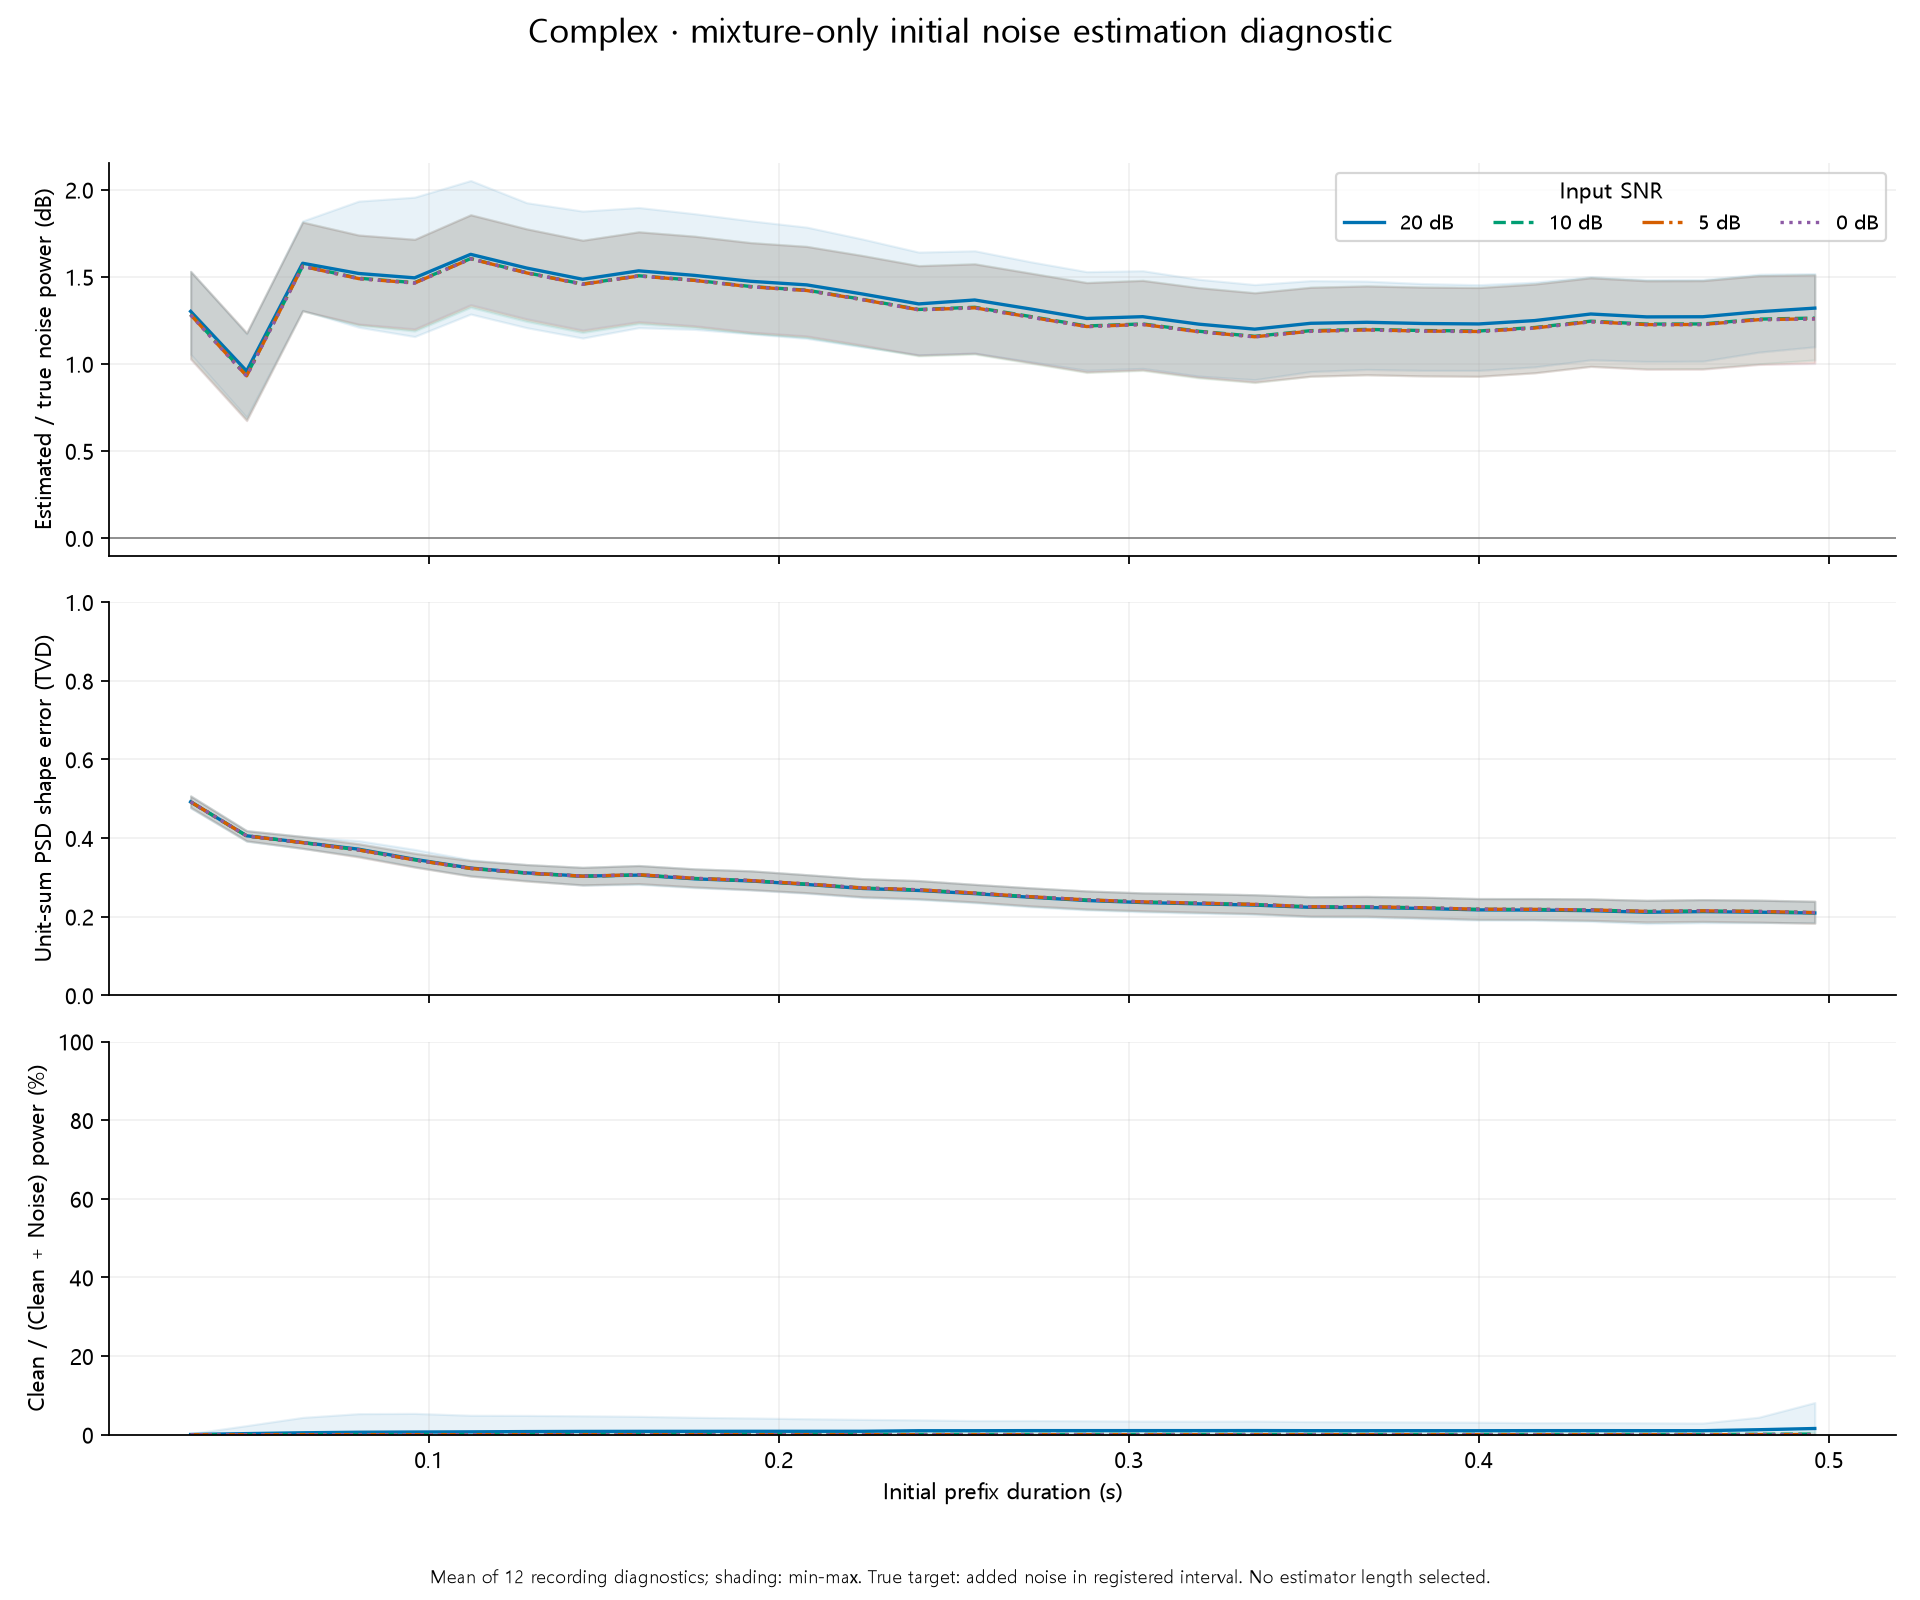 Complex · mixture-only initial noise estimation diagnostic
Estimated / true noise power (dB)
2.0
1.5
1.0
0.5
0.0
Input SNR
20 dB
10 dB
5 dB
0 dB
Unit-sum PSD shape error (TVD)
1.0
0.8
0.6
0.4
0.2
0.0
Clean / (Clean + Noise) power (%)
100
80
60
40
20
0
0.1
0.2
0.3
0.4
0.5
Initial prefix duration (s)
Mean of 12 recording diagnostics; shading: min-max. True target: added noise in registered interval. No estimator length selected.